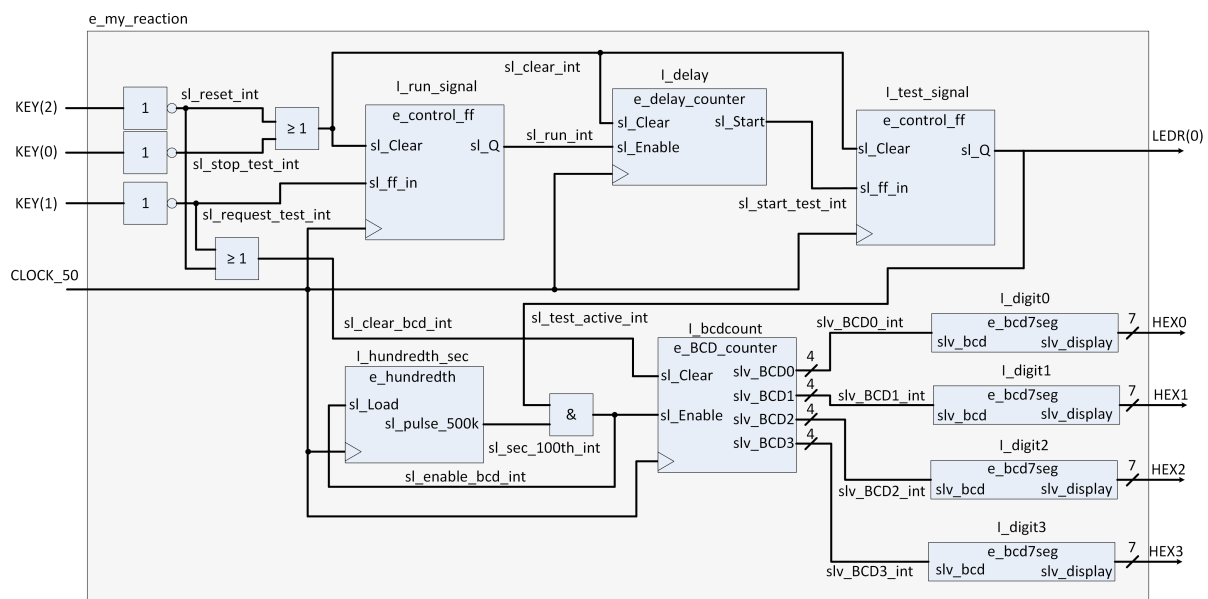 e_my_reaction
KEY(2)
1
sl_reset_int
≥ 1
KEY(0)
1
sl_stop_test_int
KEY(1)
1
sl_request_test_int
≥ 1
CLOCK_50
sl_clear_int
I_run_signal
e_control_ff
sl_Clear
sl_Q
sl_ff_in
sl_run_int
I_delay
e_delay_counter
sl_Clear
sl_Start
sl_Enable
sl_start_test_int
I_test_signal
e_control_ff
sl_Clear
sl_Q
sl_ff_in
LEDR(0)
sl_clear_bcd_int
sl_test_active_int
I_hundredth_sec
e_hundredth
sl_Load
sl_pulse_500k
&
sl_sec_100th_int
sl_enable_bcd_int
I_bcdcount
e_BCD_counter
sl_Clear
slv_BCD0
4
slv_BCD1
4
sl_Enable
slv_BCD2
4
slv_BCD3
4
slv_BCD0_int
I_digit0
e_bcd7seg
slv_bcd
slv_display
7
HEX0
slv_BCD1_int
I_digit1
e_bcd7seg
slv_bcd
slv_display
7
HEX1
slv_BCD2_int
I_digit2
e_bcd7seg
slv_bcd
slv_display
7
HEX2
slv_BCD3_int
I_digit3
e_bcd7seg
slv_bcd
slv_display
7
HEX3